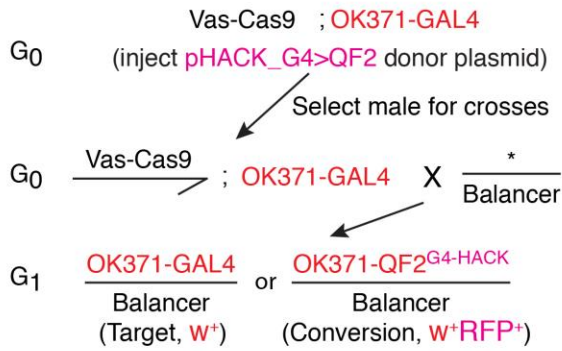 Vas-Cas9 ; OK371-GAL4
G0 (inject pHACK_G4>QF2 donor plasmid)
Select male for crosses
Vas-Cas9
G0 ; OK371-GAL4 X *
Balancer
G1 OK371-GAL4 or OK371-QF2G4-HACK
Balancer Balancer
(Target, w+) (Conversion, w+RFP+)